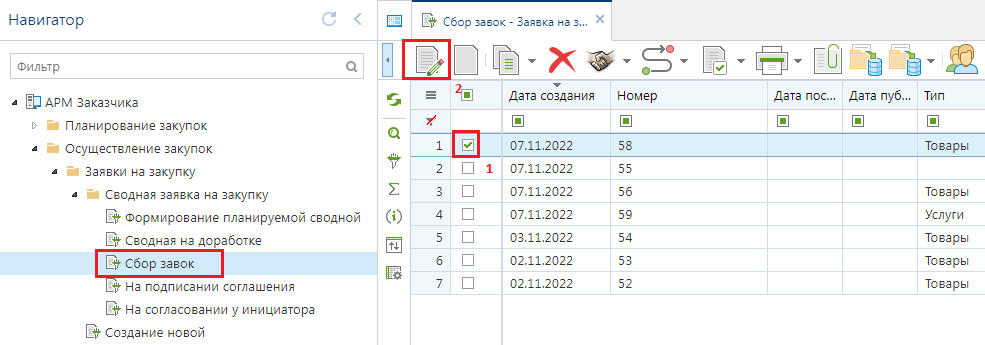 Навигатор
Фильтр
АРМ Заказчика
Планирование закупок
Осуществление закупок
Заявки на закупку
Сводная заявка на закупку
Формирование планируемой сводной
Сводная на доработке
Сбор завок
На подписании соглашения
На согласовании у инициатора
Создание новой
Сбор завок - Заявка на з...
2 Дата создания Номер Дата пос... Дата пуб... Тип
1 07.11.2022 58 Товары
2 1 07.11.2022 55
3 07.11.2022 56 Товары
4 07.11.2022 59 Услуги
5 03.11.2022 54 Товары
6 02.11.2022 53 Товары
7 02.11.2022 52 Товары